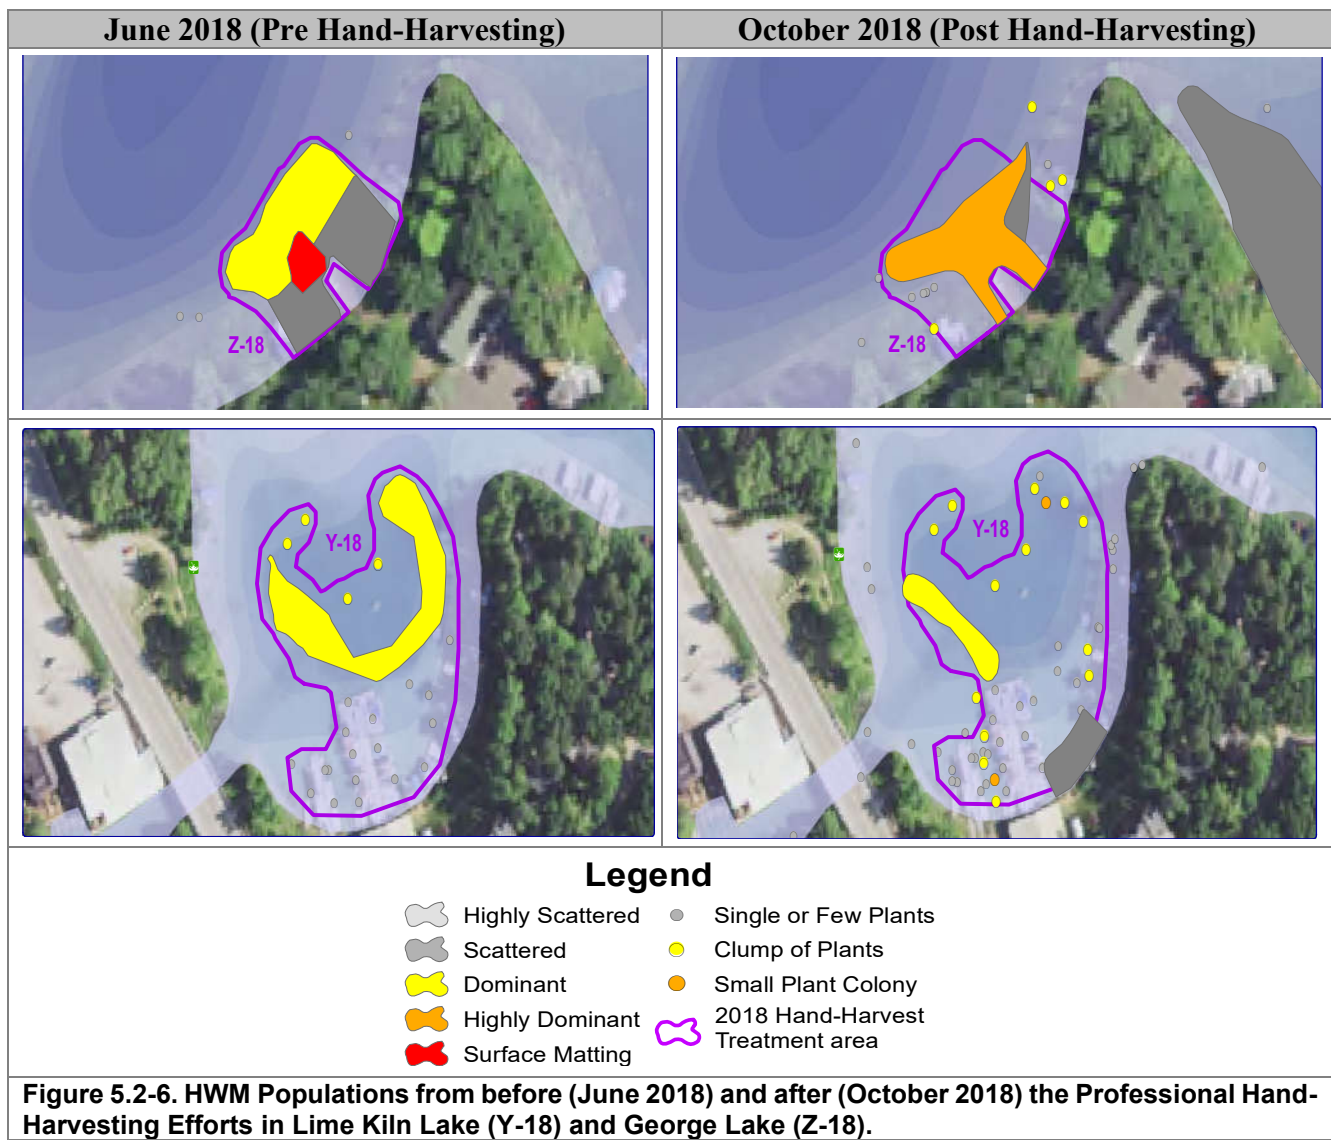 June 2018 (Pre Hand-Harvesting)
October 2018 (Post Hand-Harvesting)
Z-18
Z-18
Y-18
Y-18
Legend
Highly Scattered
Scattered
Dominant
Highly Dominant
Surface Matting
Single or Few Plants
Clump of Plants
Small Plant Colony
2018 Hand-Harvest
Treatment area
Figure 5.2-6. HWM Populations from before (June 2018) and after (October 2018) the Professional Hand-
Harvesting Efforts in Lime Kiln Lake (Y-18) and George Lake (Z-18).